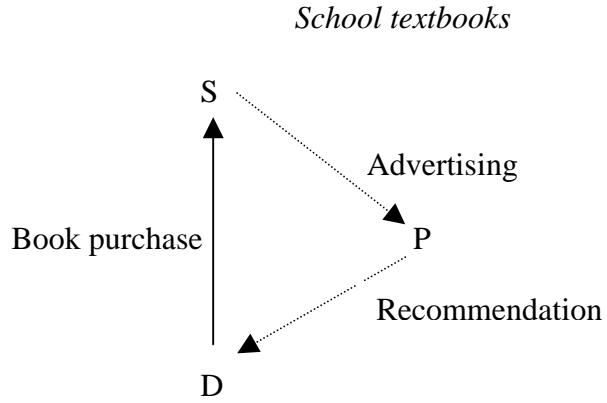 School textbooks
S
Advertising
Book purchase
P
Recommendation
D